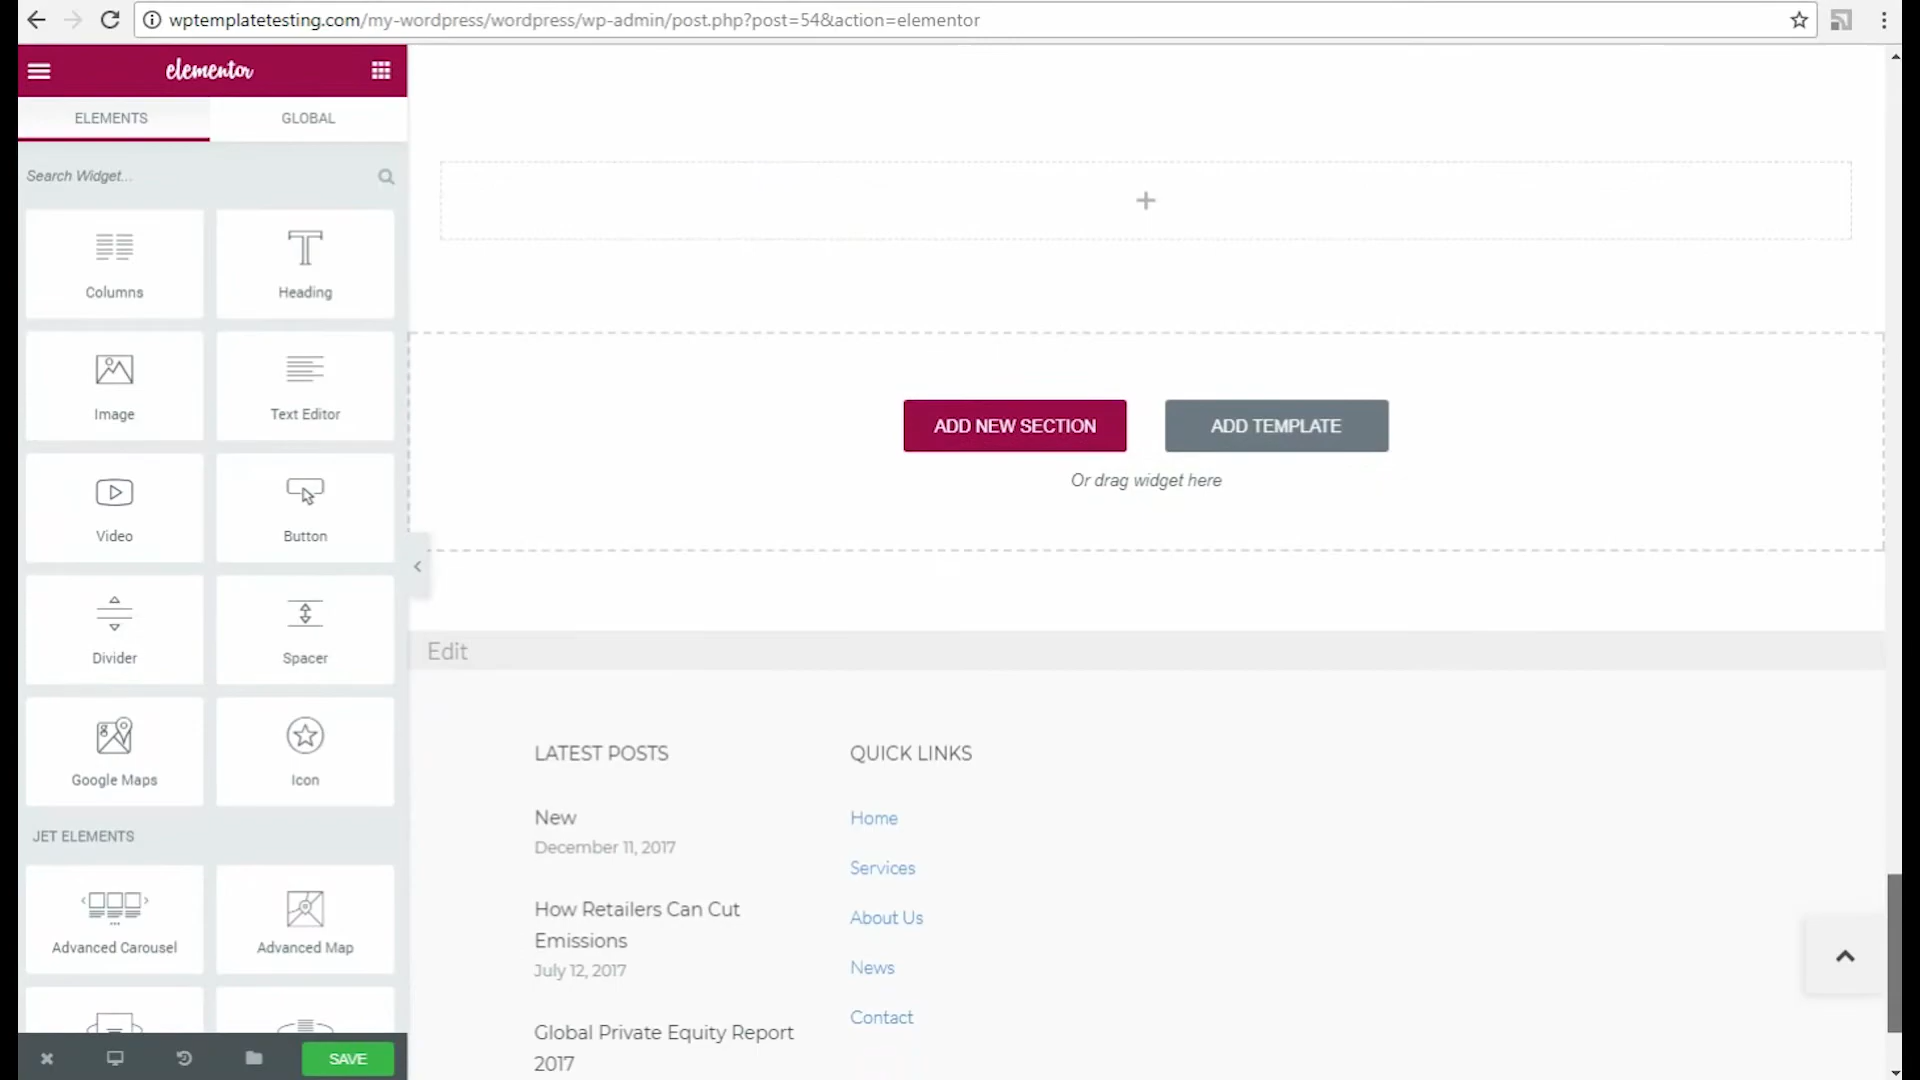 wptemplatetesting.com/my-wordpress/wordpress/wp-admin/post.php?post=54&action=elementor
elementor
ELEMENTS GLOBAL
Search Widget...
Columns Heading
Image Text Editor
Video Button
Divider Spacer
Google Maps Icon
JET ELEMENTS
Advanced Carousel Advanced Map
SAVE
ADD NEW SECTION ADD TEMPLATE
Or drag widget here
Edit
LATEST POSTS
New
December 11, 2017
How Retailers Can Cut
Emissions
July 12, 2017
Global Private Equity Report
2017
QUICK LINKS
Home
Services
About Us
News
Contact